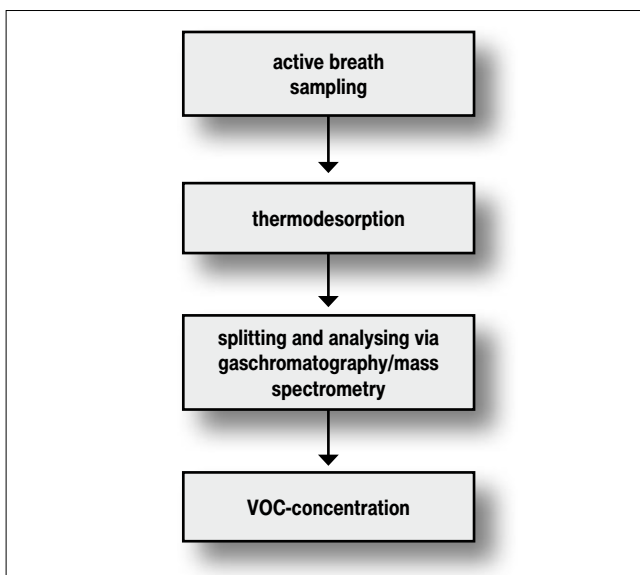 active breath
sampling
thermodesorption
splitting and analysing via
gaschromatography/mass
spectrometry
VOC-concentration